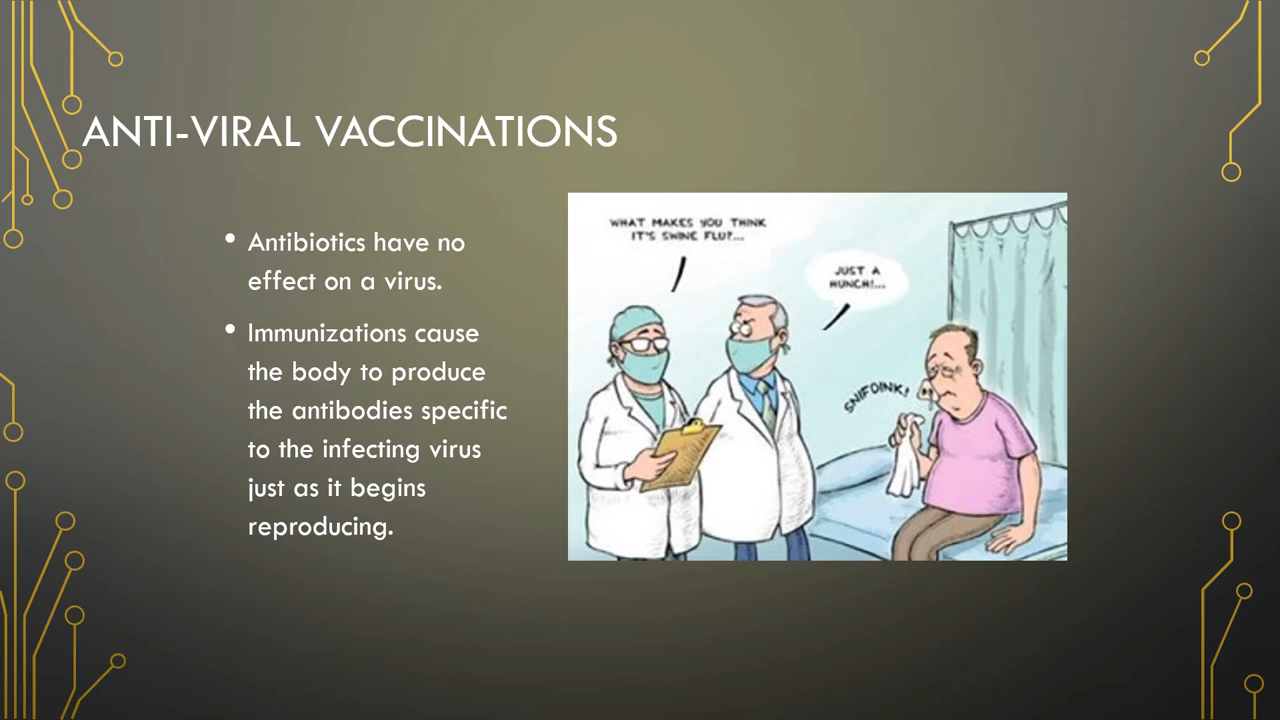 ANTI-VIRAL VACCINATIONS
• Antibiotics have no
effect on a virus.
• Immunizations cause
the body to produce
the antibodies specific
to the infecting virus
just as it begins
reproducing.
WHAT MAKES YOU THINK
IT'S SWINE FLU?...
JUST A
HUNCH!...
SNIFOINK!